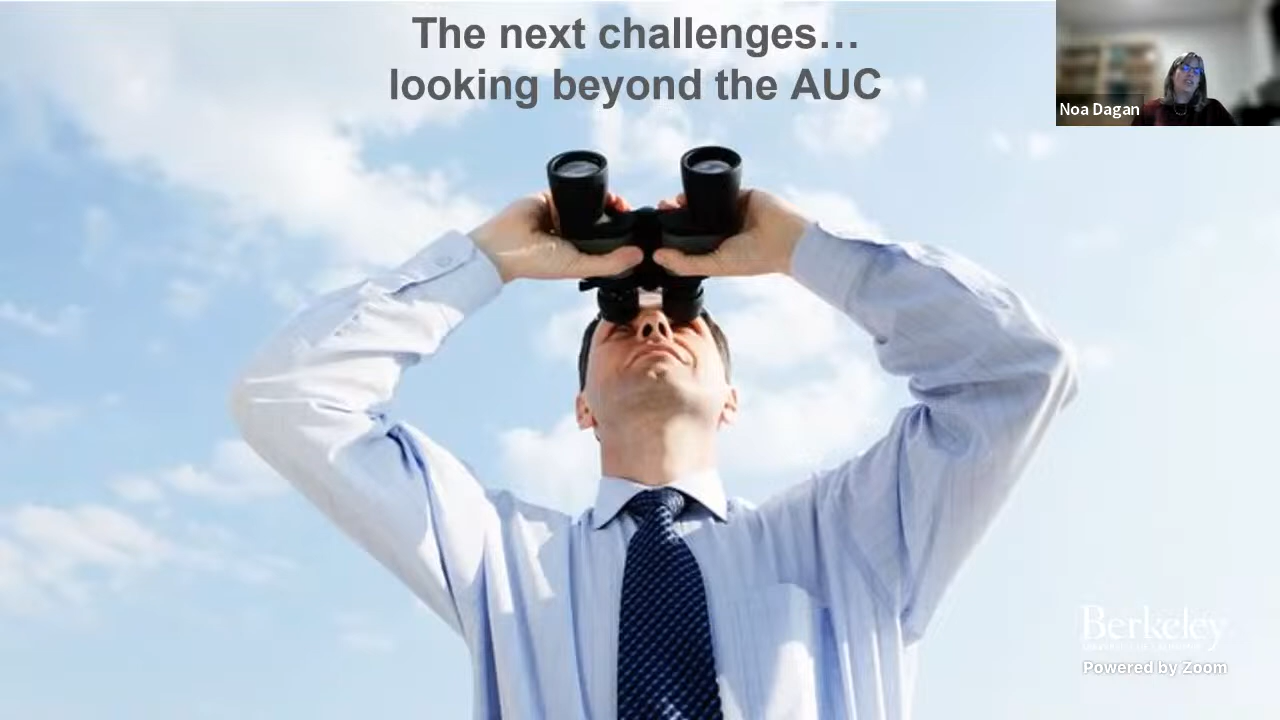 The next challenges…
looking beyond the AUC
Noa Dagan
Berkeley
Powered by Zoom